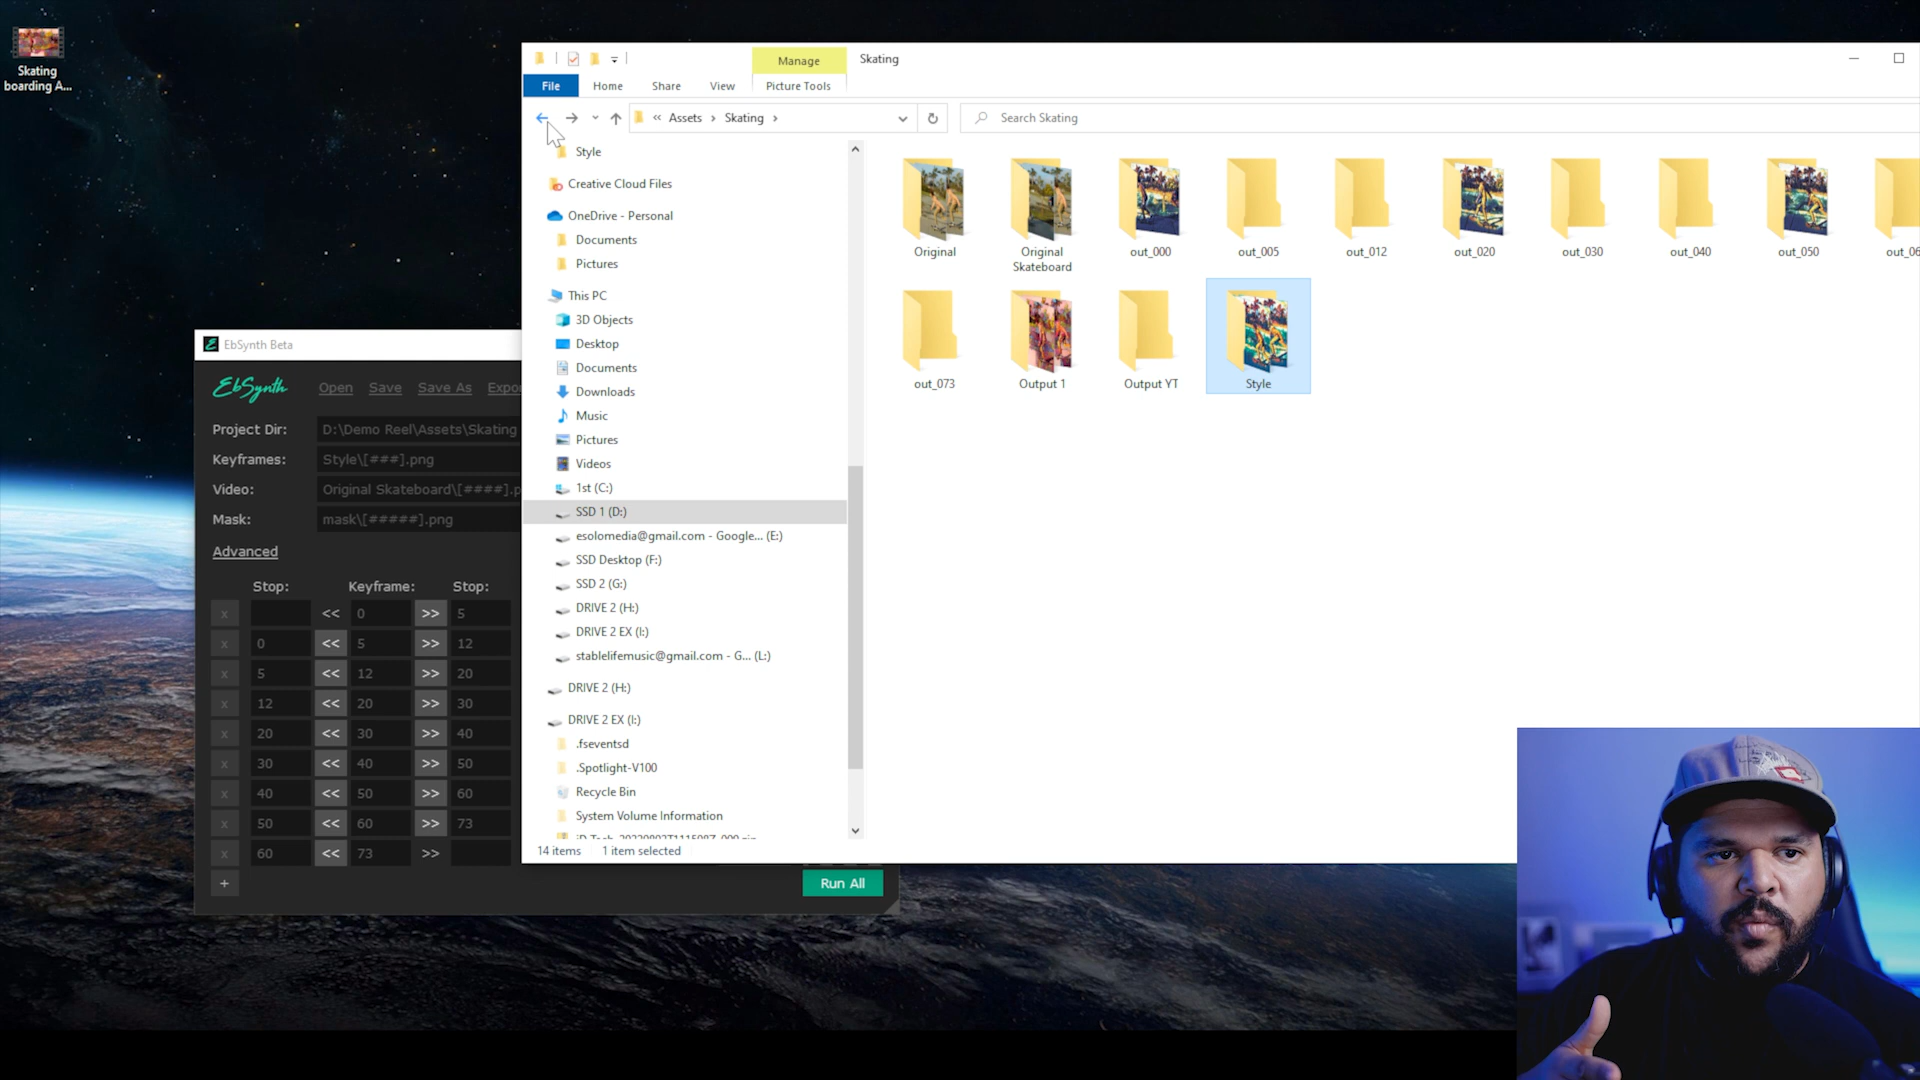 Skating
boarding A...
Manage
Skating
File
Home
Share
View
Picture Tools
« Assets › Skating ›
Search Skating
Style
Creative Cloud Files
OneDrive - Personal
Documents
Pictures
This PC
3D Objects
Desktop
Documents
Downloads
Music
Pictures
Videos
1st (C:)
SSD 1 (D:)
esolomedia@gmail.com - Google... (E:)
SSD Desktop (F:)
SSD 2 (G:)
DRIVE 2 (H:)
DRIVE 2 EX (I:)
stablelifemusic@gmail.com - G... (L:)
DRIVE 2 (H:)
DRIVE 2 EX (I:)
.fseventsd
.Spotlight-V100
Recycle Bin
System Volume Information
14 items
1 item selected
Original
Original
Skateboard
out_000
out_005
out_012
out_020
out_030
out_040
out_050
out_06
out_073
Output 1
Output YT
Style
EbSynth Beta
EbSynth
Open
Save
Save As
Expor
Project Dir:
D:\Demo Reel\Assets\Skating
Keyframes:
Style\[###].png
Video:
Original Skateboard\[####].p
Mask:
mask\[#####].png
Advanced
Stop: Keyframe: Stop:
x << 0 >> 5
x 0 << 5 >> 12
x 5 << 12 >> 20
x 12 << 20 >> 30
x 20 << 30 >> 40
x 30 << 40 >> 50
x 40 << 50 >> 60
x 50 << 60 >> 73
x 60 << 73 >>
+
Run All